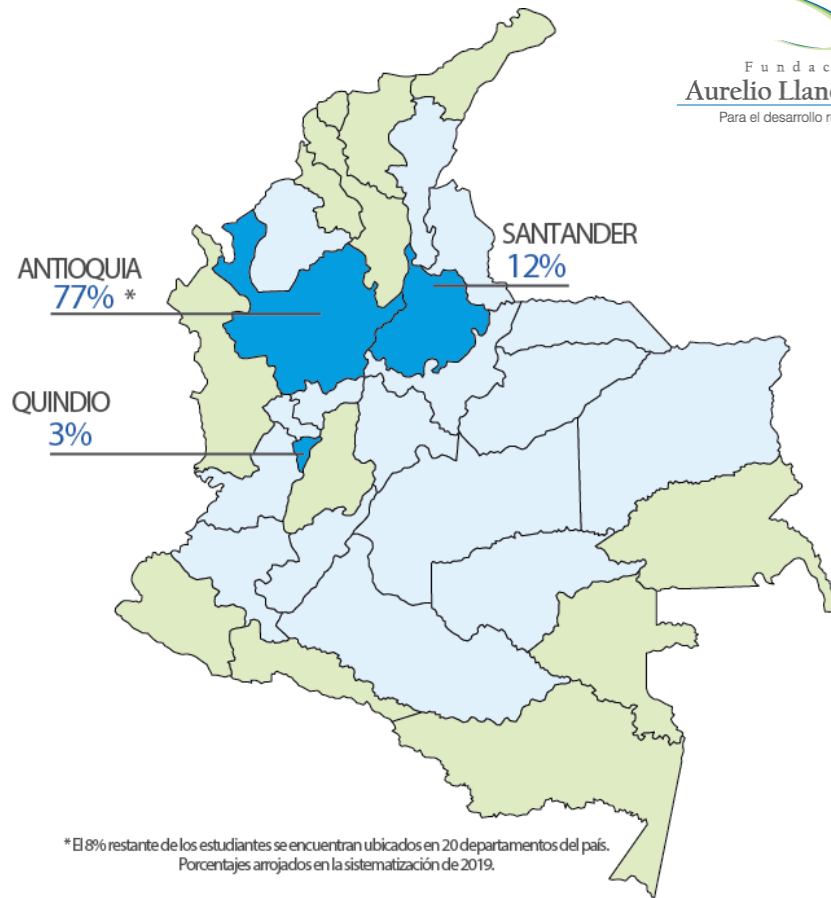 Fundac
Aurelio Llano
Para el desarrollo r
SANTANDER
12%
ANTIOQUIA
77% *
QUINDIO
3%
* El 8% restante de los estudiantes se encuentran ubicados en 20 departamentos del país.
Porcentajes arrojados en la sistematización de 2019.